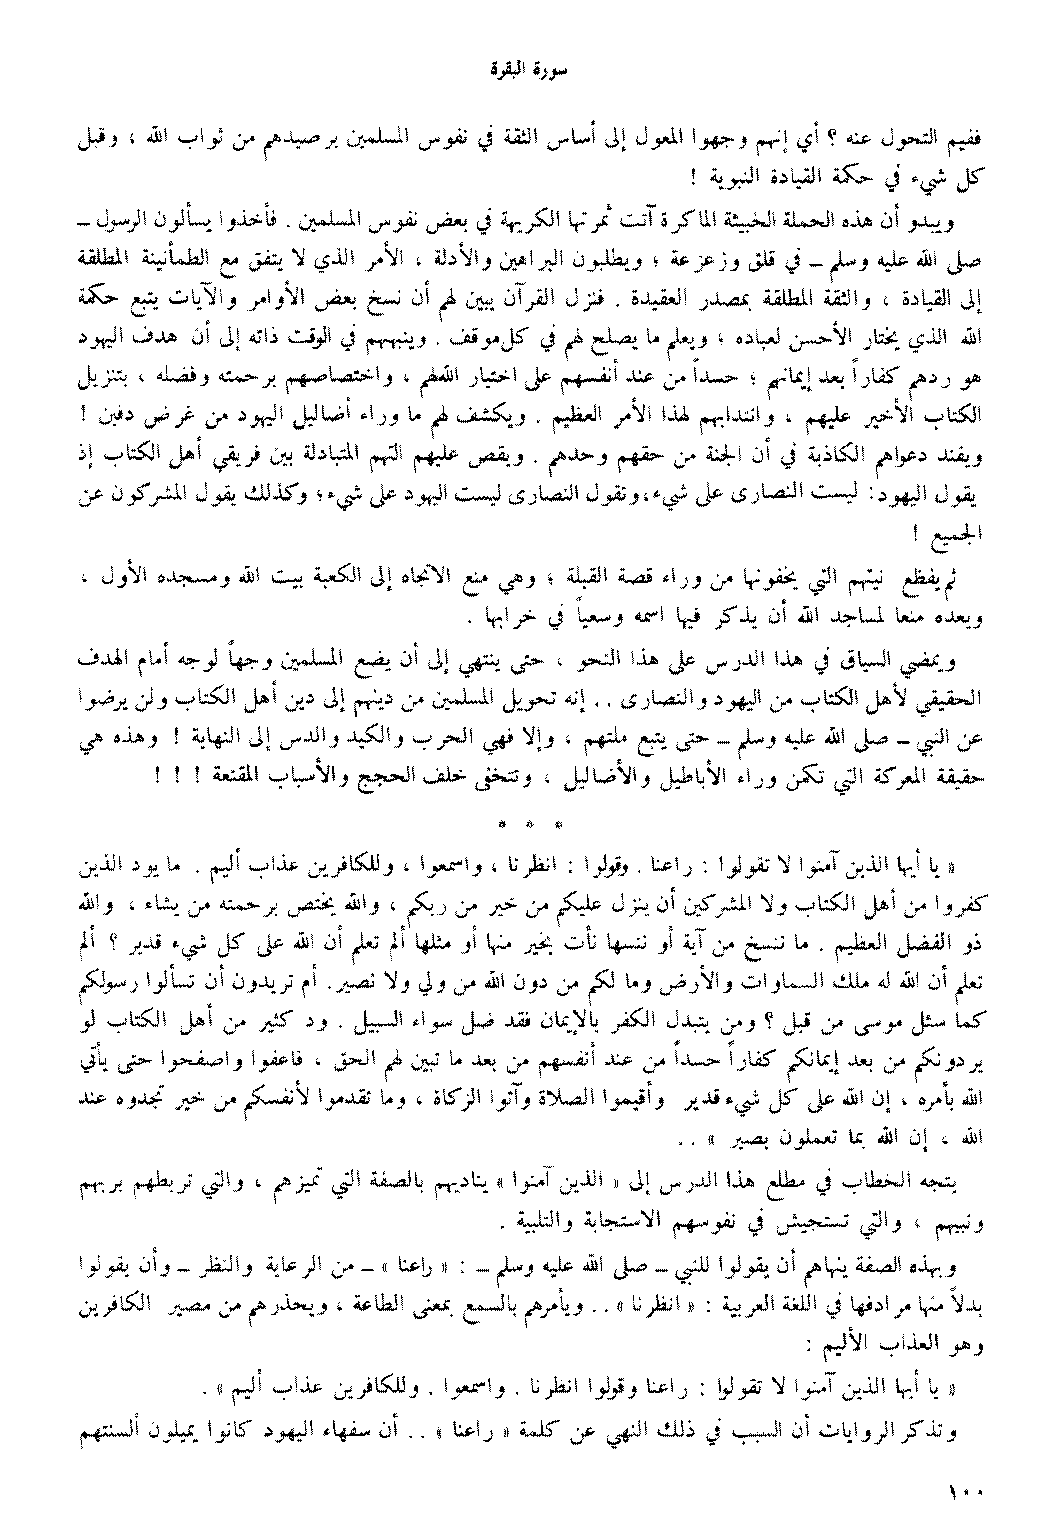 سورة البقرة
ففيم التحول عنه ؟ أي إنهم وجهوا المعول إلى أساس الثقة في نفوس المسلمين برصيدهم من ثواب الله ، وقبل
كل شيء في حكمة القيادة النبوية !
ويبدو أن هذه الحملة الخبيثة الماكرة آتت ثمرتها الكريهة في بعض نفوس المسلمين . فأخذوا يسألون الرسول –
صلى الله عليه وسلم – في قلق وزعزعة ؛ ويطلبون البراهين والأدلة ، الأمر الذي لا يتفق مع الطمأنينة المطلقة
إلى القيادة ، والثقة المطلقة بمصدر العقيدة . فنزل القرآن يبين لهم أن نسخ بعض الأوامر والآيات يتبع حكمة
الله الذي يختار الأحسن لعباده ؛ ويعلم ما يصلح لهم في كل موقف . وينبههم في الوقت ذاته إلى أن هدف اليهود
هو ردهم كفاراً بعد إيمانهم ؛ حسداً من عند أنفسهم على اختيار الله لهم ، واختصاصهم برحمته وفضله ، بتنزيل
الكتاب الأخير عليهم ، وانتدابهم لهذا الأمر العظيم . ويكشف لهم ما وراء أضاليل اليهود من غرض دفين !
ويفند دعواهم الكاذبة في أن الجنة من حقهم وحدهم . ويقص عليهم التهم المتبادلة بين فريقي أهل الكتاب إذ
يقول اليهود: ليست النصارى على شيء، وتقول النصارى ليست اليهود على شيء؛ وكذلك يقول المشركون عن
الجميع !
ثم يفظع نيتهم التي يخفونها من وراء قصة القبلة ؛ وهي منع الاتجاه إلى الكعبة بيت الله ومسجده الأول ،
ويعده منعا لمساجد الله أن يذكر فيها اسمه وسعياً في خرابها .
ويمضي السياق في هذا الدرس على هذا النحو ، حتى ينتهي إلى أن يضع المسلمين وجهاً لوجه أمام الهدف
الحقيقي لأهل الكتاب من اليهود والنصارى .. إنه تحويل المسلمين من دينهم إلى دين أهل الكتاب ولن يرضوا
عن النبي – صلى الله عليه وسلم – حتى يتبع ملتهم ، وإلا فهي الحرب والكيد والدس إلى النهاية ! وهذه هي
حقيقة المعركة التي تكمن وراء الأباطيل والأضاليل ، وتتخفى خلف الحجج والأسباب المقنعة ! ! !
* * *
« يا أيها الذين آمنوا لا تقولوا : راعنا . وقولوا : انظرنا ، واسمعوا ، وللكافرين عذاب أليم . ما يود الذين
كفروا من أهل الكتاب ولا المشركين أن ينزل عليكم من خير من ربكم ، والله يختص برحمته من يشاء ، والله
ذو الفضل العظيم . ما ننسخ من آية أو ننسها نأت بخير منها أو مثلها ألم تعلم أن الله على كل شيء قدير ؟ ألم
تعلم أن الله له ملك السماوات والأرض وما لكم من دون الله من ولي ولا نصير. أم تريدون أن تسألوا رسولكم
كما سئل موسى من قبل ؟ ومن يتبدل الكفر بالإيمان فقد ضل سواء السبيل . ود كثير من أهل الكتاب لو
يردونكم من بعد إيمانكم كفاراً حسداً من عند أنفسهم من بعد ما تبين لهم الحق ، فاعفوا واصفحوا حتى يأتي
الله بأمره ، إن الله على كل شيء قدير وأقيموا الصلاة وآتوا الزكاة ، وما تقدموا لأنفسكم من خير تجدوه عند
الله ، إن الله بما تعملون بصير » ..
يتجه الخطاب في مطلع هذا الدرس إلى « الذين آمنوا » يناديهم بالصفة التي تميزهم ، والتي تربطهم بربهم
ونبيهم ، والتي تستجيش في نفوسهم الاستجابة والتلبية .
وبهذه الصفة ينهاهم أن يقولوا للنبي – صلى الله عليه وسلم – : « راعنا » – من الرعاية والنظر – وأن يقولوا
بدلاً منها مرادفها في اللغة العربية : « انظرنا » .. ويأمرهم بالسمع بمعنى الطاعة ، ويحذرهم من مصير الكافرين
وهو العذاب الأليم :
« يا أيها الذين آمنوا لا تقولوا : راعنا وقولوا انظرنا . واسمعوا . وللكافرين عذاب أليم » .
وتذكر الروايات أن السبب في ذلك النهي عن كلمة « راعنا » .. أن سفهاء اليهود كانوا يميلون ألسنتهم
١٠٠